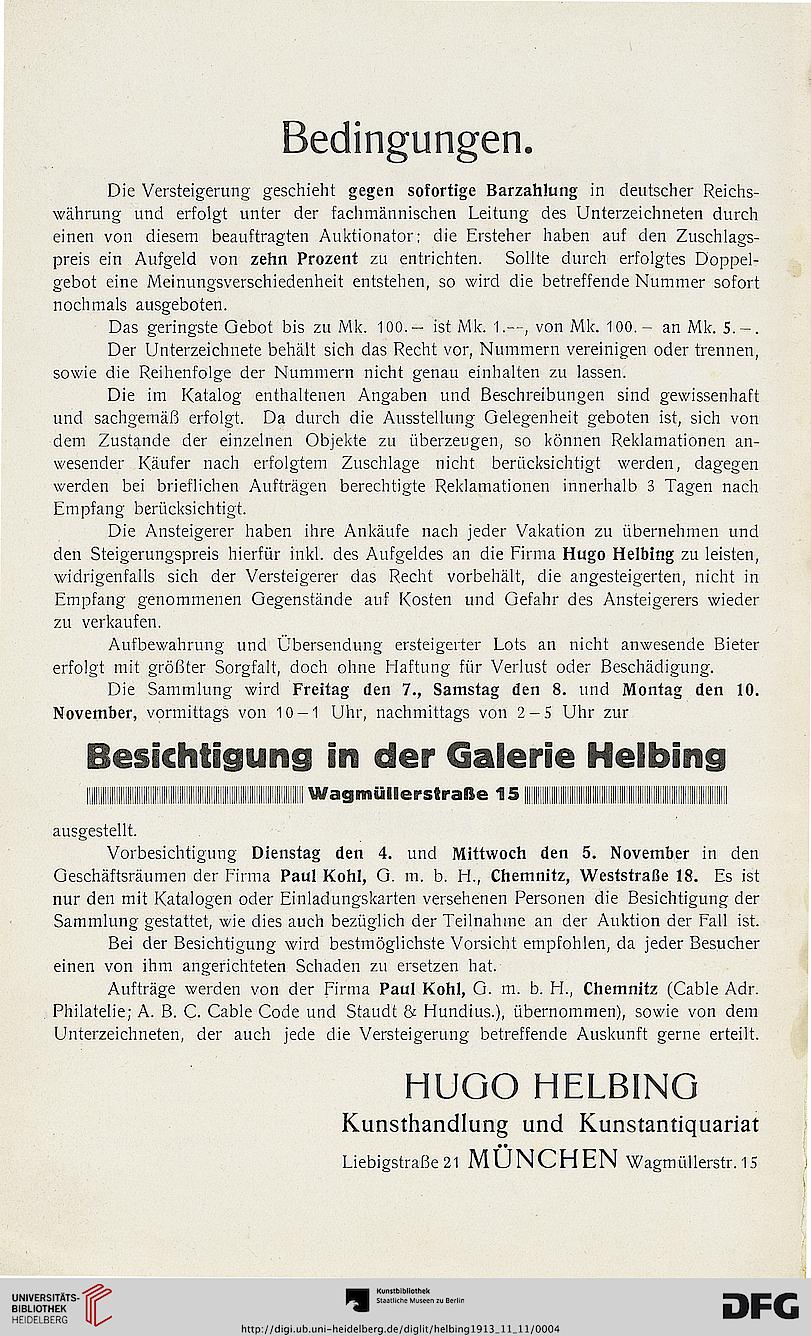 Bedingungen.
Die Versteigerung geschieht gegen sofortige Barzahlung in deutscher Reichs-
währung und erfolgt unter der fachmännischen Leitung des Unterzeichneten durch
einen von diesem beauftragten Auktionator; die Ersteher haben auf den Zuschlags-
preis ein Aufgeld von zehn Prozent zu entrichten. Sollte durch erfolgtes Doppel-
gebot eine Meinungsverschiedenheit entstehen, so wird die betreffende Nummer sofort
nochmals ausgeboten.
Das geringste Gebot bis zu Mk. 100.— ist Mk. 1.--, von Mk. 100.— an Mk. 5.—.
Der Unterzeichnete behält sich das Recht vor, Nummern vereinigen oder trennen,
sowie die Reihenfolge der Nummern nicht genau einhalten zu lassen.
Die im Katalog enthaltenen Angaben und Beschreibungen sind gewissenhaft
und sachgemäß erfolgt. Da durch die Ausstellung Gelegenheit geboten ist, sich von
dem Zustande der einzelnen Objekte zu überzeugen, so können Reklamationen an-
wesender Käufer nach erfolgtem Zuschlage nicht berücksichtigt werden, dagegen
werden bei brieflichen Aufträgen berechtigte Reklamationen innerhalb 3 Tagen nach
Empfang berücksichtigt.
Die Ansteigerer haben ihre Ankäufe nach jeder Vakation zu übernehmen und
den Steigerungspreis hierfür inkl. des Aufgeldes an die Firma Hugo Helbing zu leisten,
widrigenfalls sich der Versteigerer das Recht vorbehält, die angesteigerten, nicht in
Empfang genommenen Gegenstände auf Kosten und Gefahr des Ansteigerers wieder
zu verkaufen.
Aufbewahrung und Übersendung ersteigerter Lots an nicht anwesende Bieter
erfolgt mit größter Sorgfalt, doch ohne Haftung für Verlust oder Beschädigung.
Die Sammlung wird Freitag den 7., Samstag den 8. und Montag den 10.
November, vormittags von 10—1 Uhr, nachmittags von 2—5 Uhr zur
Besichtigung in der Galerie Helbing
Wagmüllerstraße 15
ausgestellt.
Vorbesichtigung Dienstag den 4. und Mittwoch den 5. November in den
Geschäftsräumen der Firma Paul Kohl, G. m. b. H., Chemnitz, Weststraße 18. Es ist
nur den mit Katalogen oder Einladungskarten versehenen Personen die Besichtigung der
Sammlung gestattet, wie dies auch bezüglich der Teilnahme an der Auktion der Fall ist.
Bei der Besichtigung wird bestmöglichste Vorsicht empfohlen, da jeder Besucher
einen von ihm angerichteten Schaden zu ersetzen hat.
Aufträge werden von der Firma Paul Kohl, G. m. b. H., Chemnitz (Cable Adr.
Philatelie; A. B. C. Cable Code und Staudt & Hundius.), übernommen), sowie von dem
Unterzeichneten, der auch jede die Versteigerung betreffende Auskunft gerne erteilt.
HUGO HELBING
Kunsthandlung und Kunstantiquariat
Liebigstraße 21 MÜNCHEN Wagmüllerstr. 15
UNIVERSITÄTS-
BIBLIOTHEK
HEIDELBERG
Kunstbibliothek
Staatliche Museen zu Berlin
http://digi.ub.uni-heidelberg.de/diglit/helbing1913_11_11/0004
DFG